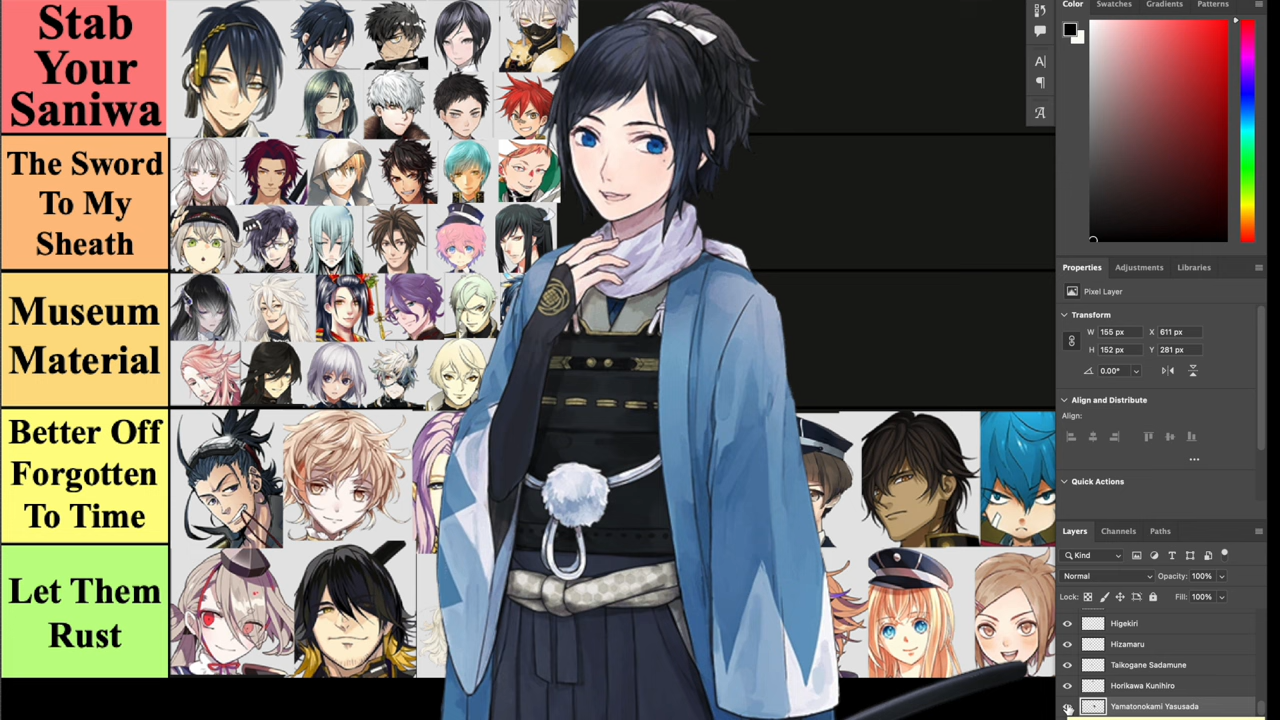 Stab
Your
Saniwa
The Sword
To My
Sheath
Museum
Material
Better Off
Forgotten
To Time
Let Them
Rust
Color Swatches Gradients Patterns
Properties Adjustments Libraries
Pixel Layer
Transform
W 155 px X 611 px
H 152 px Y 281 px
0.00°
Align and Distribute
Align:
Quick Actions
Layers Channels Paths
Kind
Normal Opacity: 100%
Lock: Fill: 100%
Higekiri
Hizamaru
Taikogane Sadamune
Horikawa Kunihiro
Yamatonokami Yasusada